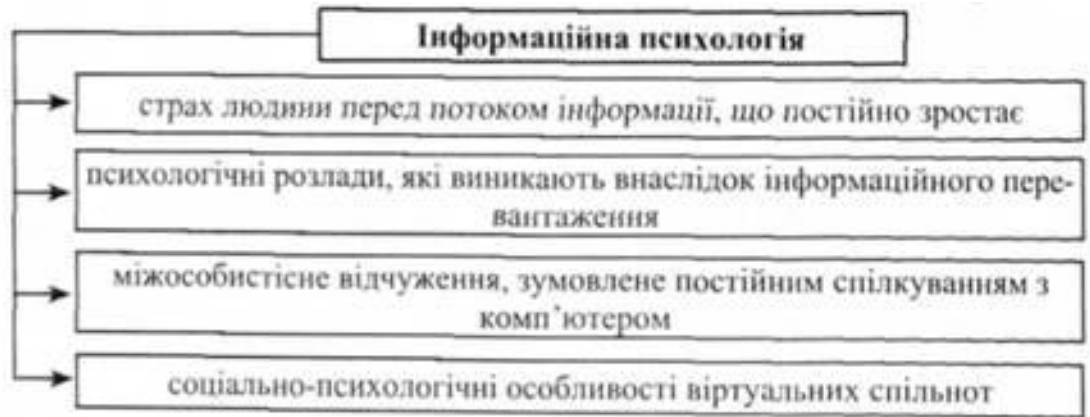 Інформаційна психологія
страх людини перед потоком інформації, що постійно зростає
психологічні розлади, які виникають внаслідок інформаційного пере-
вантаження
міжособистісне відчуження, зумовлене постійним спілкуванням з
комп'ютером
соціально-психологічні особливості віртуальних спільнот